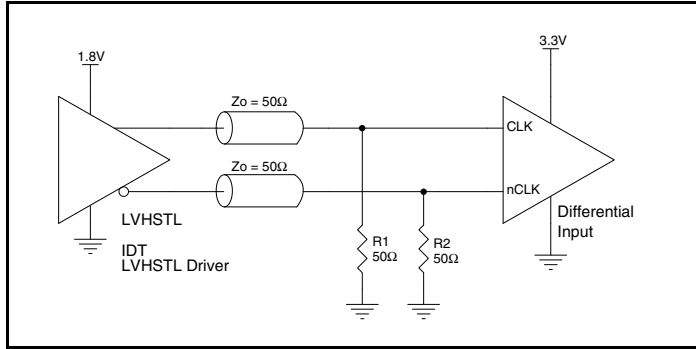 1.8V
3.3V
Zo = 50Ω
CLK
Zo = 50Ω
nCLK
LVHSTL
IDT
LVHSTL Driver
R1
50Ω
R2
50Ω
Differential
Input